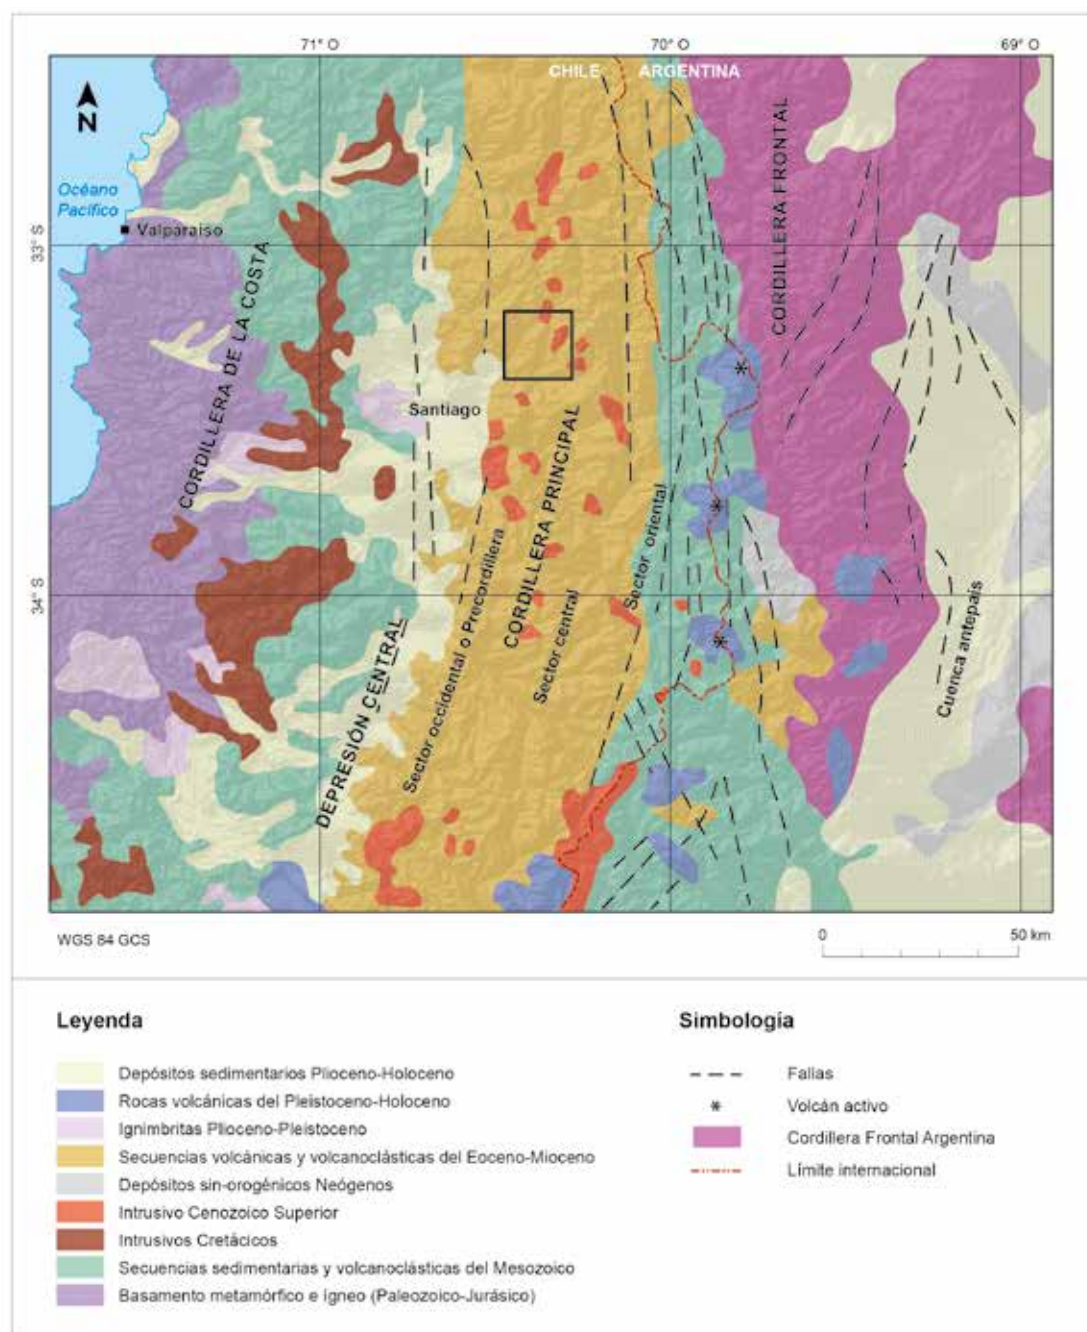 71° O
70° O
69° O
CHILE
ARGENTINA
N
Océano
Pacífico
Valparaíso
33° S
CORDILLERA DE LA COSTA
CORDILLERA FRONTAL
Santiago
CORDILLERA PRINCIPAL
Sector oriental
34° S
Sector occidental o Precordillera
Sector central
DEPRESIÓN CENTRAL
Cuenca antepaís
WGS 84 GCS
0
50 km
Leyenda
Depósitos sedimentarios Plioceno-Holoceno
Rocas volcánicas del Pleistoceno-Holoceno
Ignimbritas Plioceno-Pleistoceno
Secuencias volcánicas y volcanoclásticas del Eoceno-Mioceno
Depósitos sin-orogénicos Neógenos
Intrusivo Cenozoico Superior
Intrusivos Cretácicos
Secuencias sedimentarias y volcanoclásticas del Mesozoico
Basamento metamórfico e ígneo (Paleozoico-Jurásico)
Simbología
Fallas
Volcán activo
Cordillera Frontal Argentina
Límite internacional